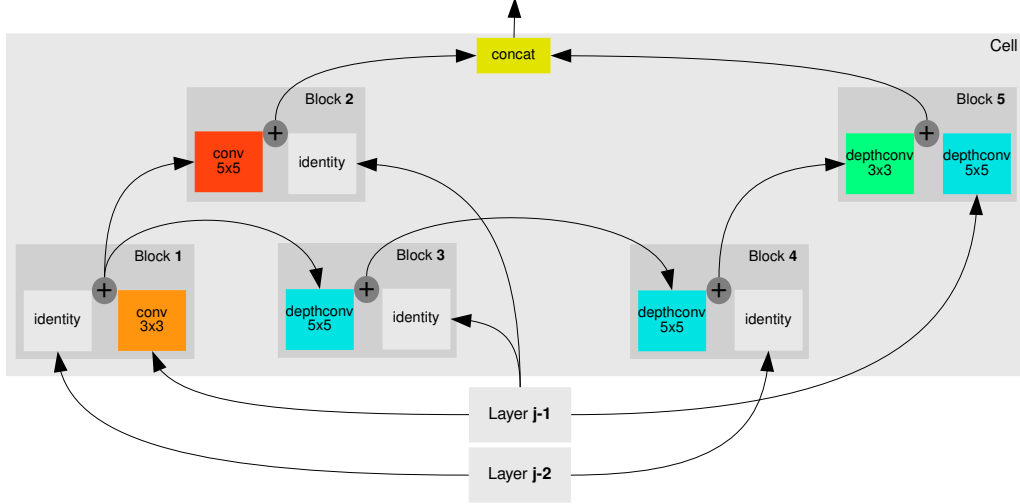 Cell
concat
Block 2
conv
5x5
identity
Block 5
depthconv
3x3
depthconv
5x5
Block 1
identity
conv
3x3
Block 3
depthconv
5x5
identity
Block 4
depthconv
5x5
identity
Layer j-1
Layer j-2